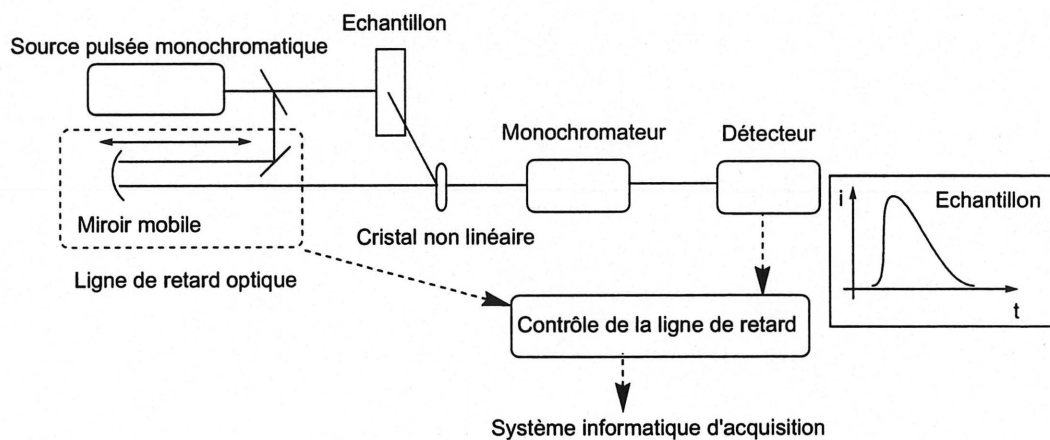 Echantillon
Source pulsée monochromatique
Monochromateur
Détecteur
Miroir mobile
Cristal non linéaire
Ligne de retard optique
i
Echantillon
t
Contrôle de la ligne de retard
Système informatique d'acquisition